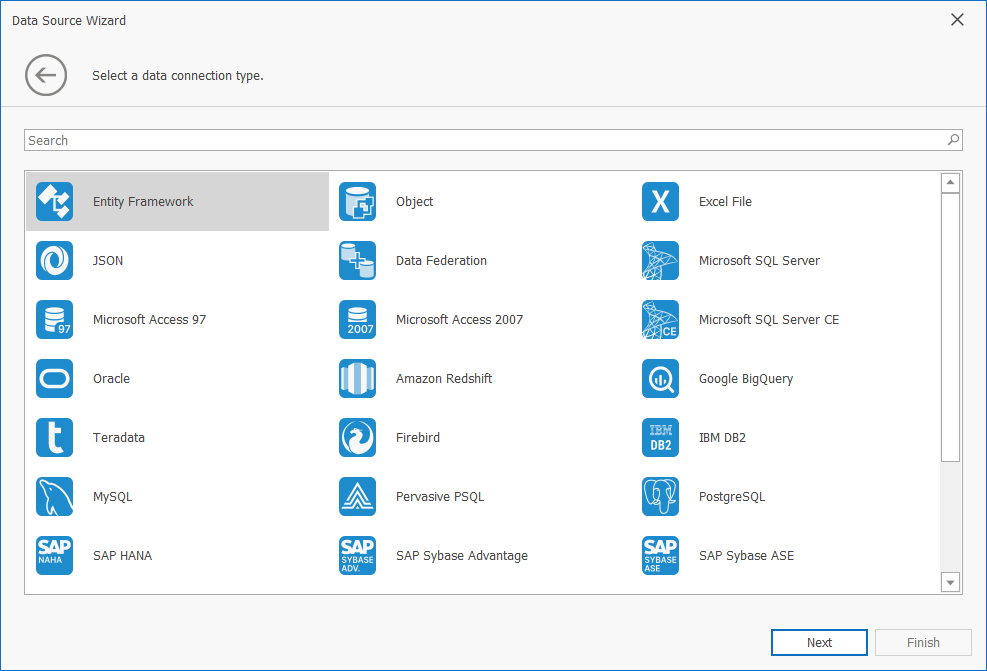 Data Source Wizard
Select a data connection type.
Search
Entity Framework
Object
X
Excel File
JSON
Data Federation
Microsoft SQL Server
97
Microsoft Access 97
2007
Microsoft Access 2007
CE
Microsoft SQL Server CE
Oracle
Amazon Redshift
Google BigQuery
t
Teradata
Firebird
IBM
DB2
IBM DB2
MySQL
Pervasive PSQL
PostgreSQL
SAP
NAHA
SAP HANA
SAP
SYBASE
ADV.
SAP Sybase Advantage
SAP
SYBASE
ASE
SAP Sybase ASE
Next
Finish